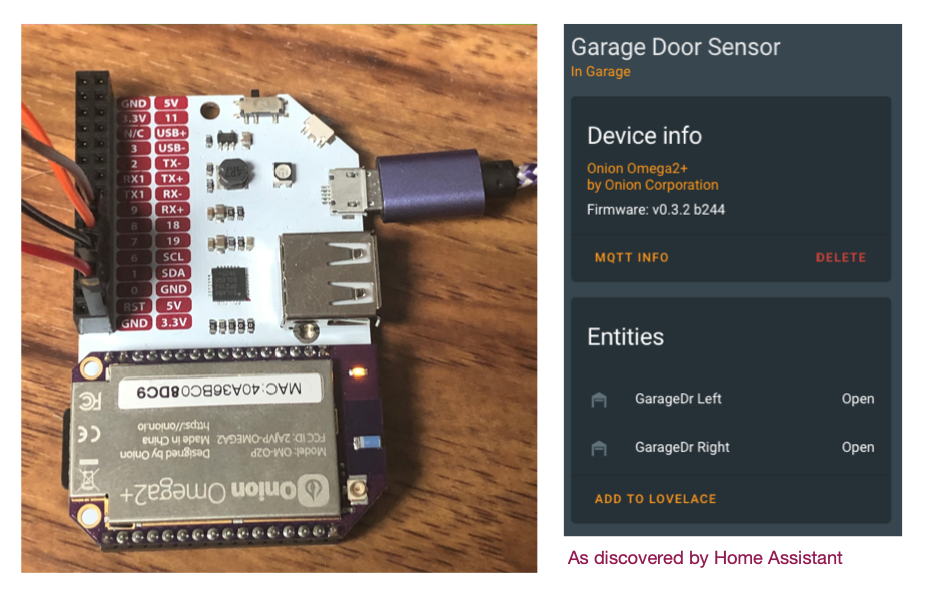 GND 5V
3.3V 11
N/C USB+
3 USB-
2 TX-
RX1 TX+
TX1 RX-
9 RX+
8 18
7 19
6 SCL
1 SDA
0 GND
RST 5V
GND 3.3V
MAC:40A36BC08DC9
Onion Omega2+
Model: OM-O2P
FCC ID: 2AJVP-OMEGA2
Designed by Onion
Made in China
https://onion.io
FC
CE
Garage Door Sensor
In Garage
Device info
Onion Omega2+
by Onion Corporation
Firmware: v0.3.2 b244
MQTT INFO DELETE
Entities
GarageDr Left Open
GarageDr Right Open
ADD TO LOVELACE
As discovered by Home Assistant